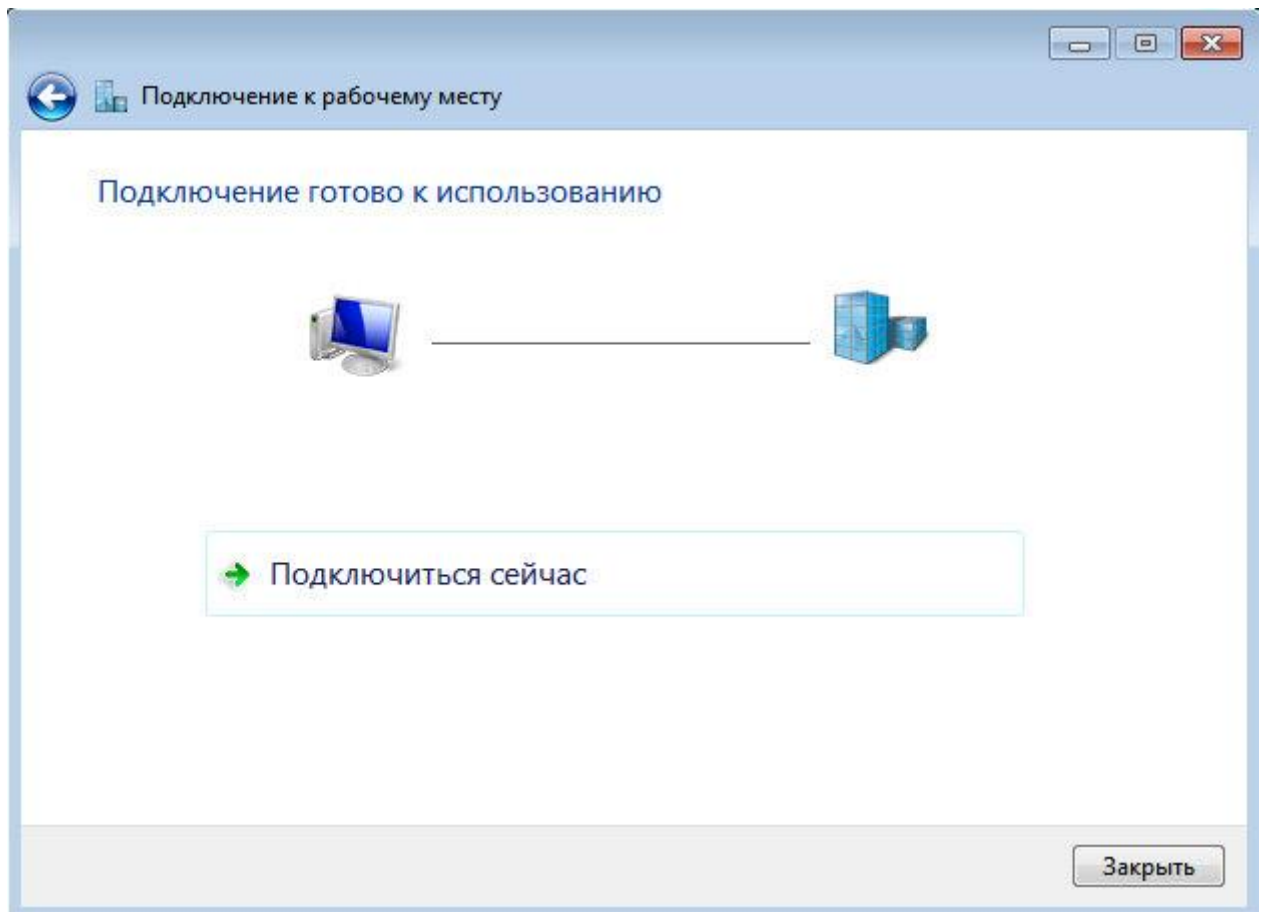 Подключение к рабочему месту
Подключение готово к использованию
Подключиться сейчас
Закрыть